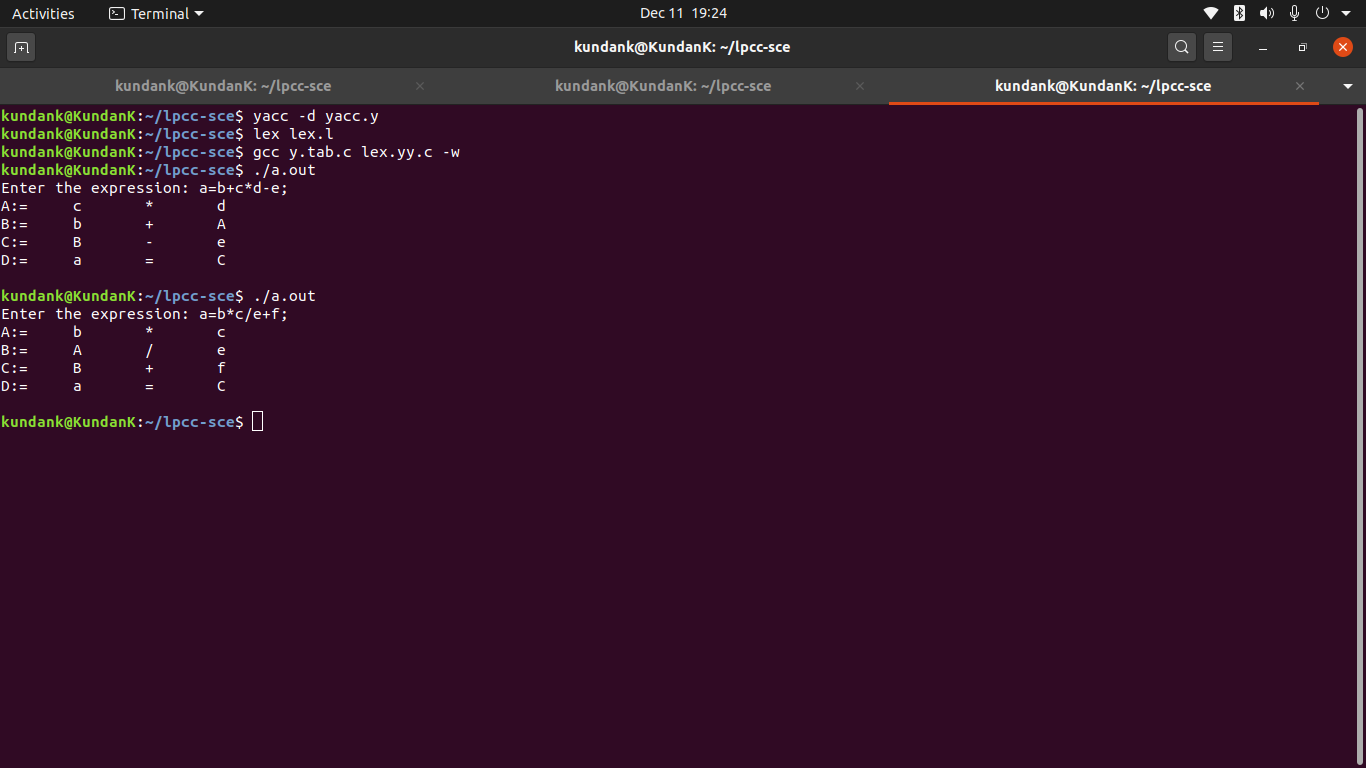 Activities Terminal Dec 11 19:24
kundank@KundanK: ~/lpcc-sce
kundank@KundanK: ~/lpcc-sce kundank@KundanK: ~/lpcc-sce kundank@KundanK: ~/lpcc-sce
kundank@KundanK:~/lpcc-sce$ yacc -d yacc.y
kundank@KundanK:~/lpcc-sce$ lex lex.l
kundank@KundanK:~/lpcc-sce$ gcc y.tab.c lex.yy.c -w
kundank@KundanK:~/lpcc-sce$ ./a.out
Enter the expression: a=b+c*d-e;
A:= c * d
B:= b + A
C:= B - e
D:= a = C
kundank@KundanK:~/lpcc-sce$ ./a.out
Enter the expression: a=b*c/e+f;
A:= b * c
B:= A / e
C:= B + f
D:= a = C
kundank@KundanK:~/lpcc-sce$